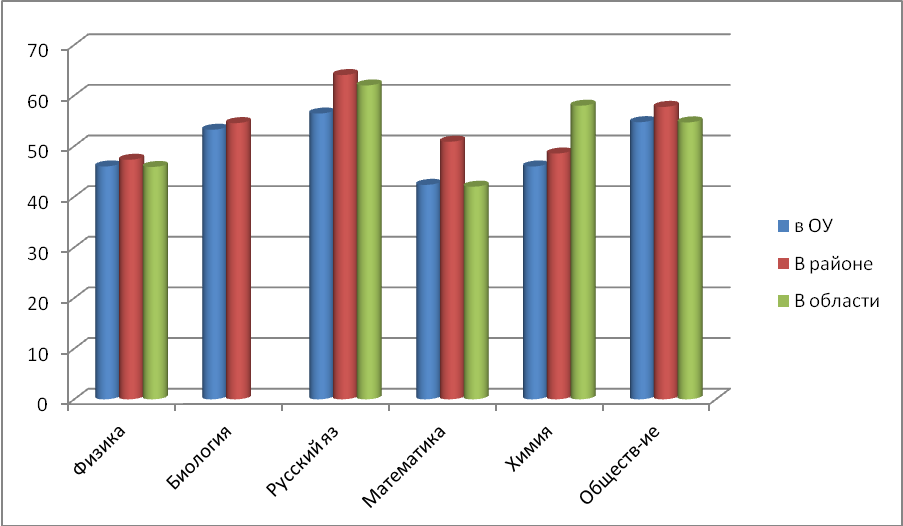 70
60
50
40
30
20
10
0
Физика
Биология
Русский яз
Математика
Химия
Обществ-ие
в ОУ
В районе
В области